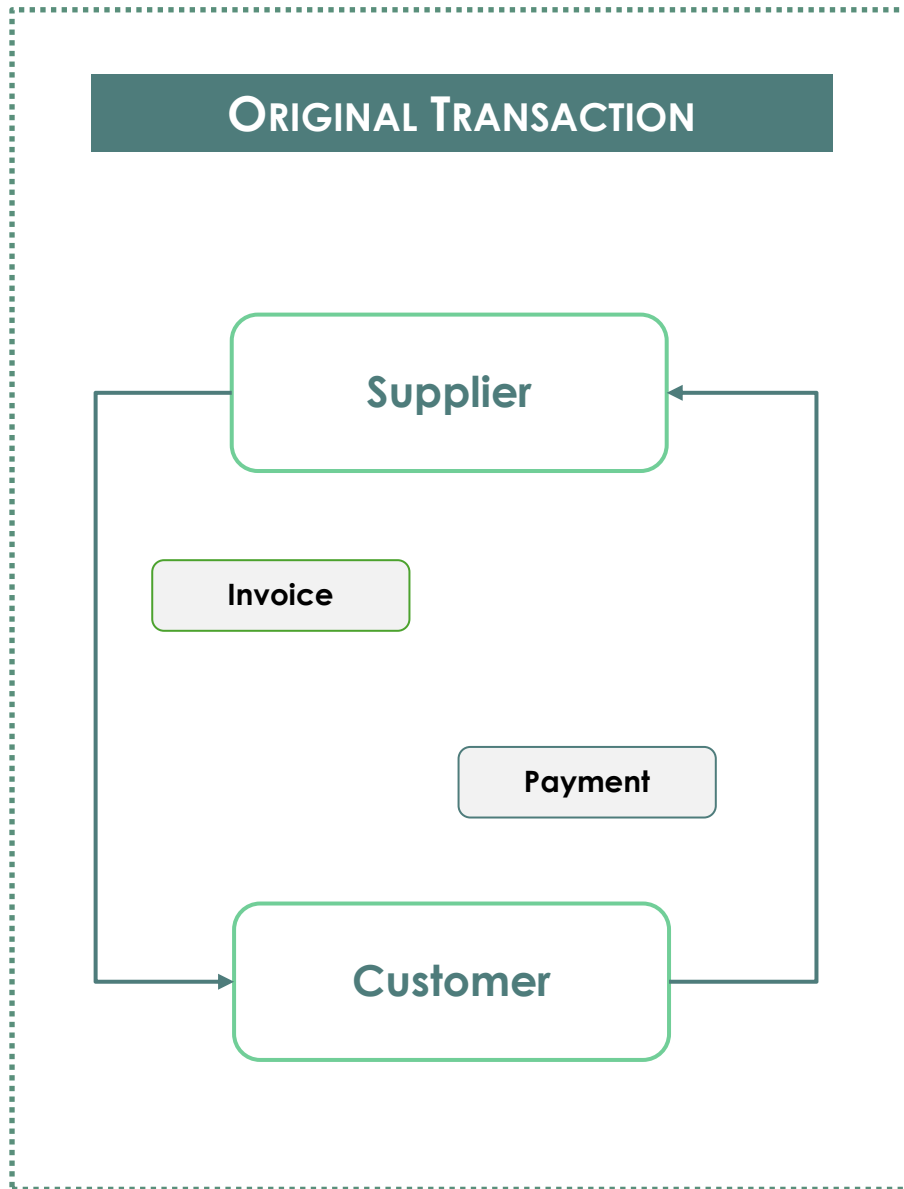 ORIGINAL TRANSACTION
Supplier
Invoice
Payment
Customer